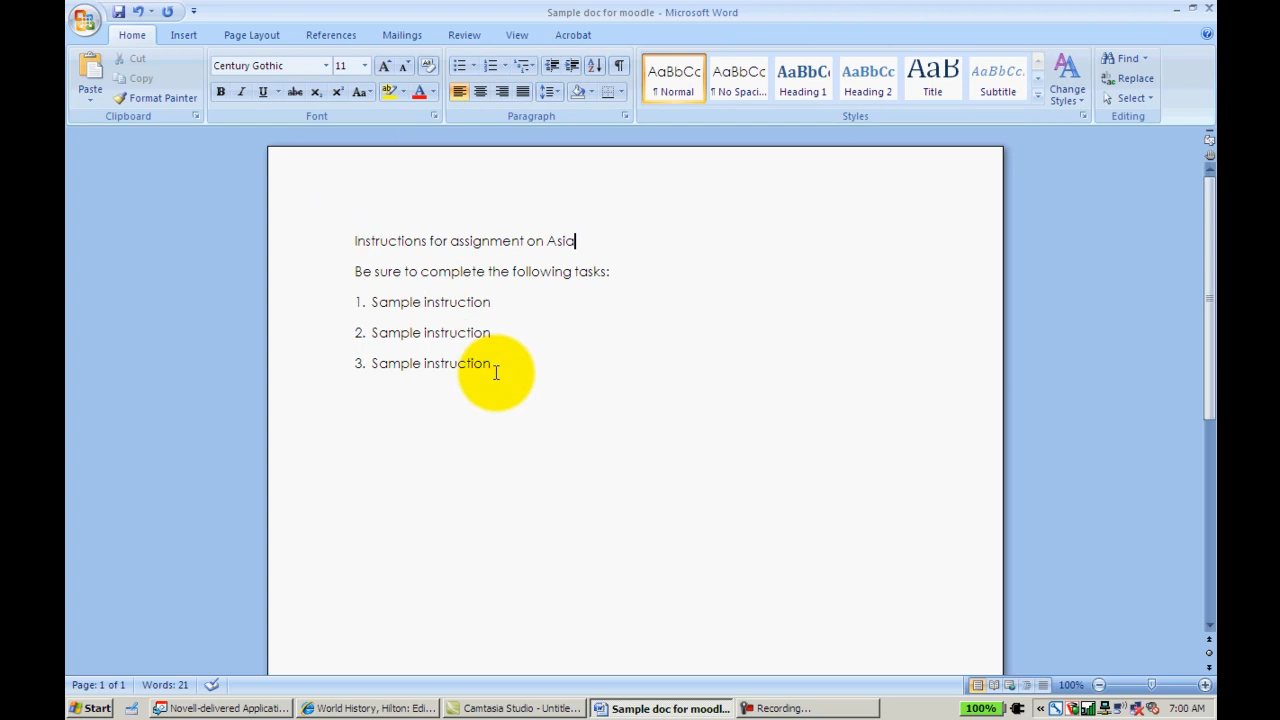 Sample doc for moodle - Microsoft Word
Home Insert Page Layout References Mailings Review View Acrobat
Paste
Cut
Copy
Format Painter
Century Gothic 11
AaBbCc AaBbCc AaBbC AaBbCc AaB AaBbCc.
¶ Normal ¶ No Spaci... Heading 1 Heading 2 Title Subtitle
Change Styles
Find
Replace
Select
Clipboard Font Paragraph Styles Editing
Instructions for assignment on Asia
Be sure to complete the following tasks:
1. Sample instruction
2. Sample instruction
3. Sample instruction
Page: 1 of 1 Words: 21 100%
Start Novell-delivered Applicati... World History, Hilton: Edi... Camtasia Studio - Untitle... Sample doc for moodl... Recording... 100% « 7:00 AM